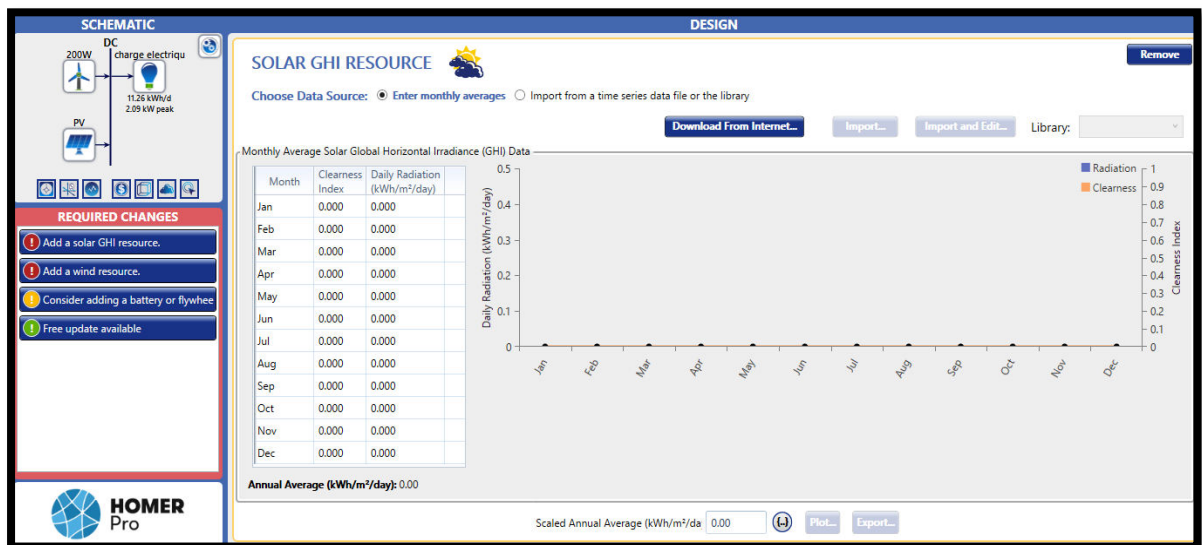 SCHEMATIC
DESIGN
DC
200W
charge electriqu
11.26 kWh/d
2.09 kW peak
PV
REQUIRED CHANGES
Add a solar GHI resource.
Add a wind resource.
Consider adding a battery or flywhee
Free update available
HOMER
Pro
SOLAR GHI RESOURCE
Remove
Choose Data Source: Enter monthly averages Import from a time series data file or the library
Download From Internet... Import... Import and Edit... Library:
Monthly Average Solar Global Horizontal Irradiance (GHI) Data
Month Clearness Index Daily Radiation (kWh/m²/day)
Jan 0.000 0.000
Feb 0.000 0.000
Mar 0.000 0.000
Apr 0.000 0.000
May 0.000 0.000
Jun 0.000 0.000
Jul 0.000 0.000
Aug 0.000 0.000
Sep 0.000 0.000
Oct 0.000 0.000
Nov 0.000 0.000
Dec 0.000 0.000
Annual Average (kWh/m²/day): 0.00
Daily Radiation (kWh/m²/day)
0.5
0.4
0.3
0.2
0.1
0
Jan Feb Mar Apr May Jun Jul Aug Sep Oct Nov Dec
Radiation
Clearness
1
0.9
0.8
0.7
0.6
0.5
0.4
0.3
0.2
0.1
0
Clearness Index
Scaled Annual Average (kWh/m²/da 0.00 {..} Plot... Export...